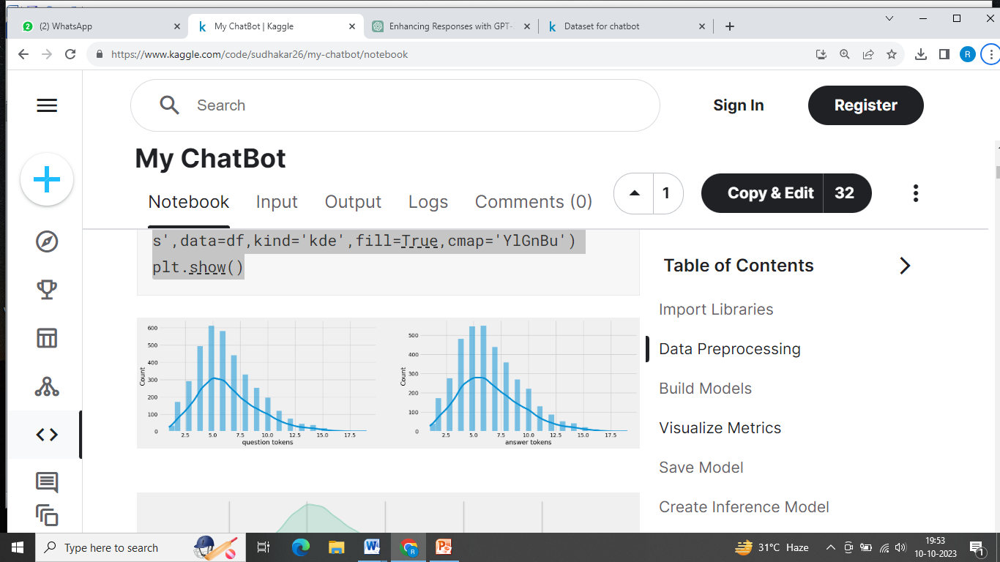 (2) WhatsApp
My ChatBot | Kaggle
Enhancing Responses with GPT-
Dataset for chatbot
https://www.kaggle.com/code/sudhakar26/my-chatbot/notebook
R
Search
Sign In
Register
My ChatBot
Notebook Input Output Logs Comments (0)
1
Copy & Edit 32
s',data=df,kind='kde',fill=True,cmap='YlGnBu')
plt.show()
600
500
400
300
200
100
0
Count
2.5 5.0 7.5 10.0 12.5 15.0 17.5
question tokens
500
400
300
200
100
0
Count
2.5 5.0 7.5 10.0 12.5 15.0 17.5
answer tokens
Table of Contents
Import Libraries
Data Preprocessing
Build Models
Visualize Metrics
Save Model
Create Inference Model
Type here to search
31°C Haze
19:53
10-10-2023
1